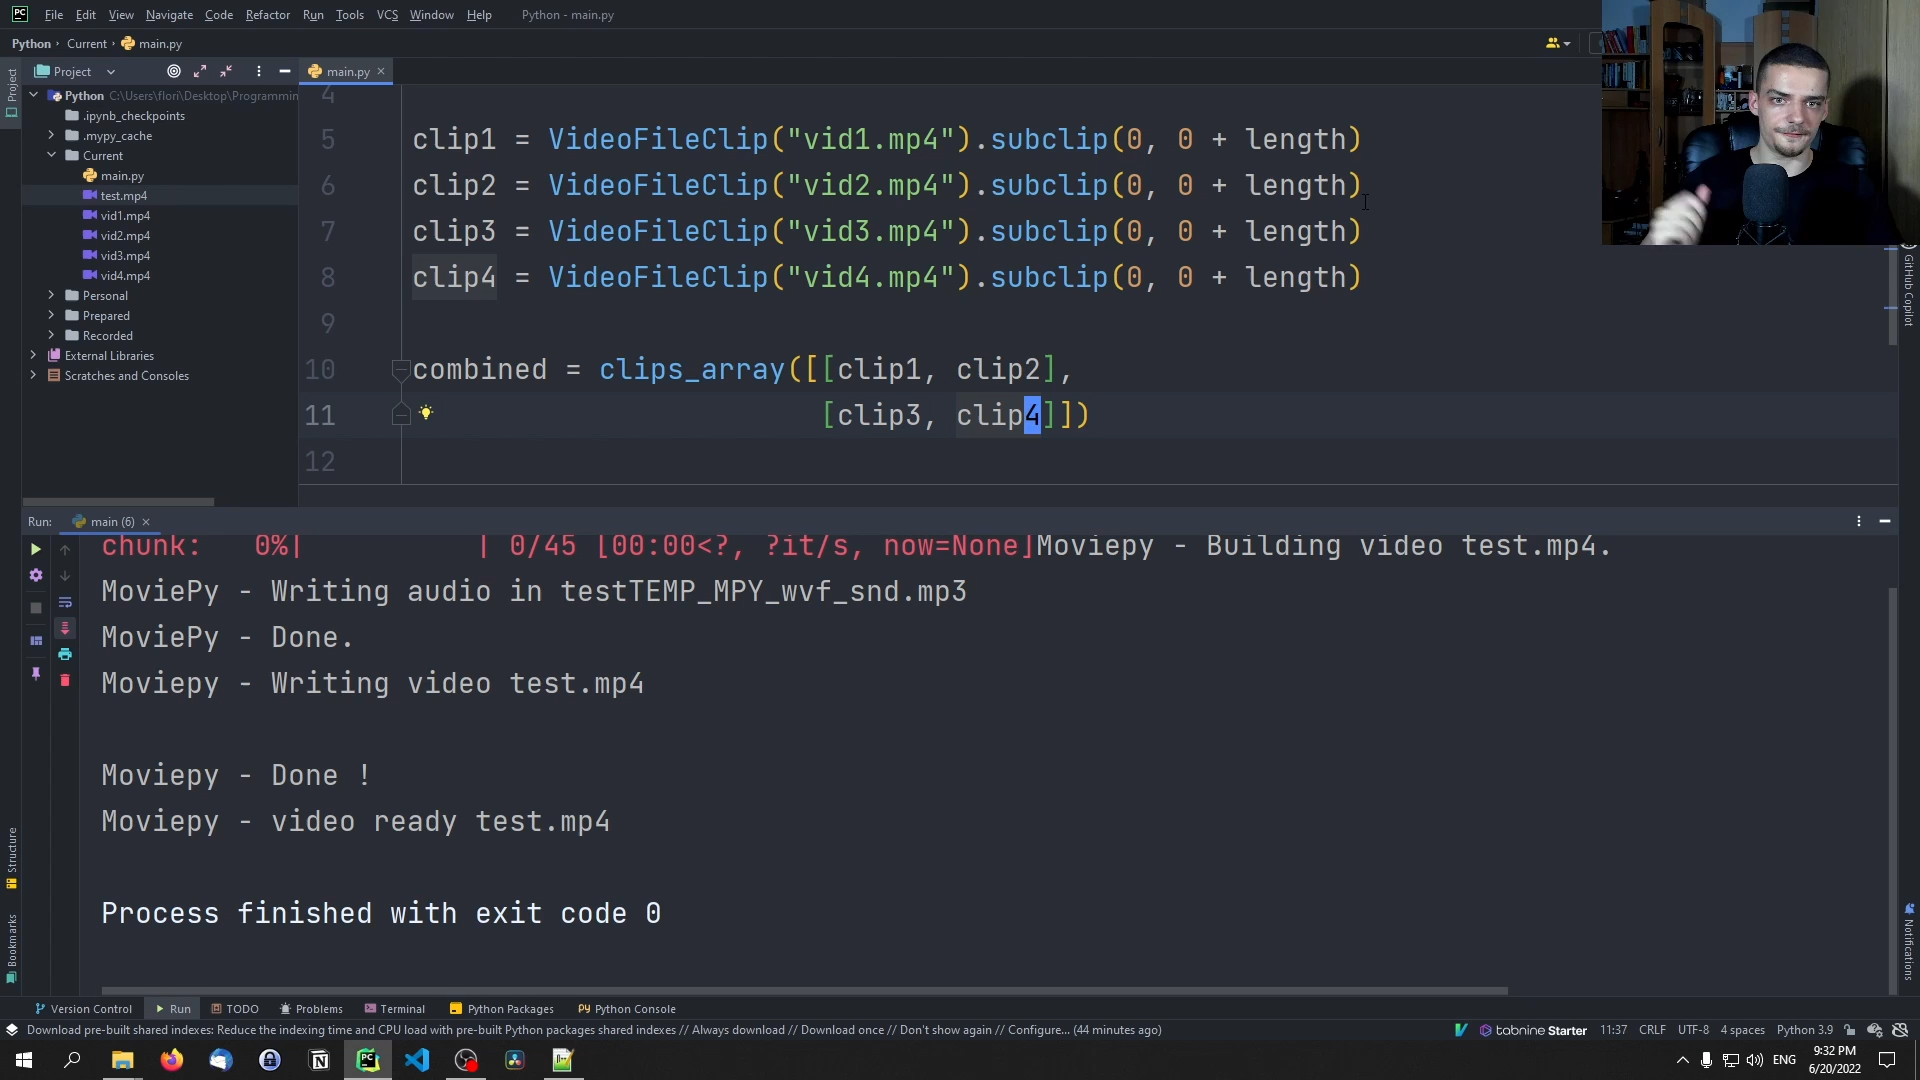 File Edit View Navigate Code Refactor Run Tools VCS Window Help Python - main.py
Python Current main.py
Project
main.py
Project
Python C:\Users\flori\Desktop\Programmin
.ipynb_checkpoints
.mypy_cache
Current
main.py
test.mp4
vid1.mp4
vid2.mp4
vid3.mp4
vid4.mp4
Personal
Prepared
Recorded
External Libraries
Scratches and Consoles
4
5 clip1 = VideoFileClip("vid1.mp4").subclip(0, 0 + length)
6 clip2 = VideoFileClip("vid2.mp4").subclip(0, 0 + length)
7 clip3 = VideoFileClip("vid3.mp4").subclip(0, 0 + length)
8 clip4 = VideoFileClip("vid4.mp4").subclip(0, 0 + length)
9
10 combined = clips_array([[clip1, clip2],
11 [clip3, clip4]])
12
GitHub Copilot
Run: main (6)
chunk: 0%| | 0/45 [00:00<?, ?it/s, now=None]Moviepy - Building video test.mp4.
MoviePy - Writing audio in testTEMP_MPY_wvf_snd.mp3
MoviePy - Done.
Moviepy - Writing video test.mp4
Moviepy - Done !
Moviepy - video ready test.mp4
Process finished with exit code 0
Structure
Bookmarks
Notifications
Version Control Run TODO Problems Terminal Python Packages Python Console
Download pre-built shared indexes: Reduce the indexing time and CPU load with pre-built Python packages shared indexes // Always download // Download once // Don't show again // Configure... (44 minutes ago) tabnine Starter 11:37 CRLF UTF-8 4 spaces Python 3.9
ENG 9:32 PM
6/20/2022